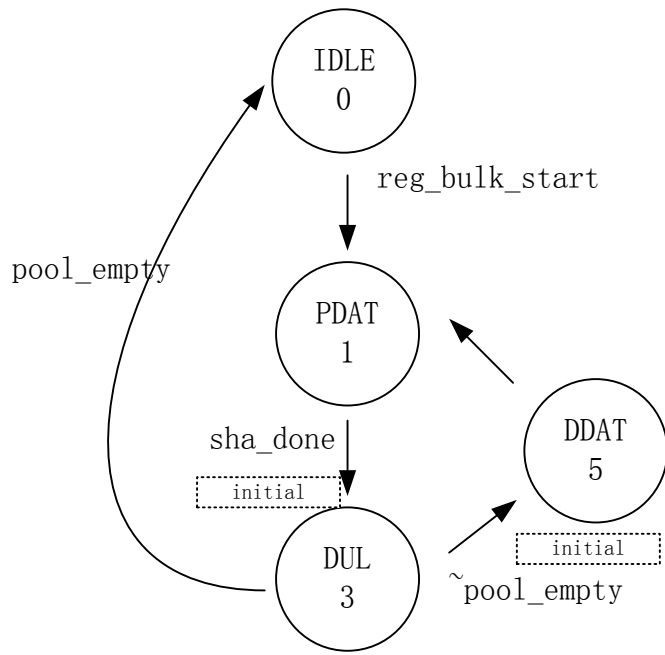 IDLE
0
reg_bulk_start
pool_empty
PDAT
1
sha_done
DDAT
5
initial
initial
DUL
3
~pool_empty